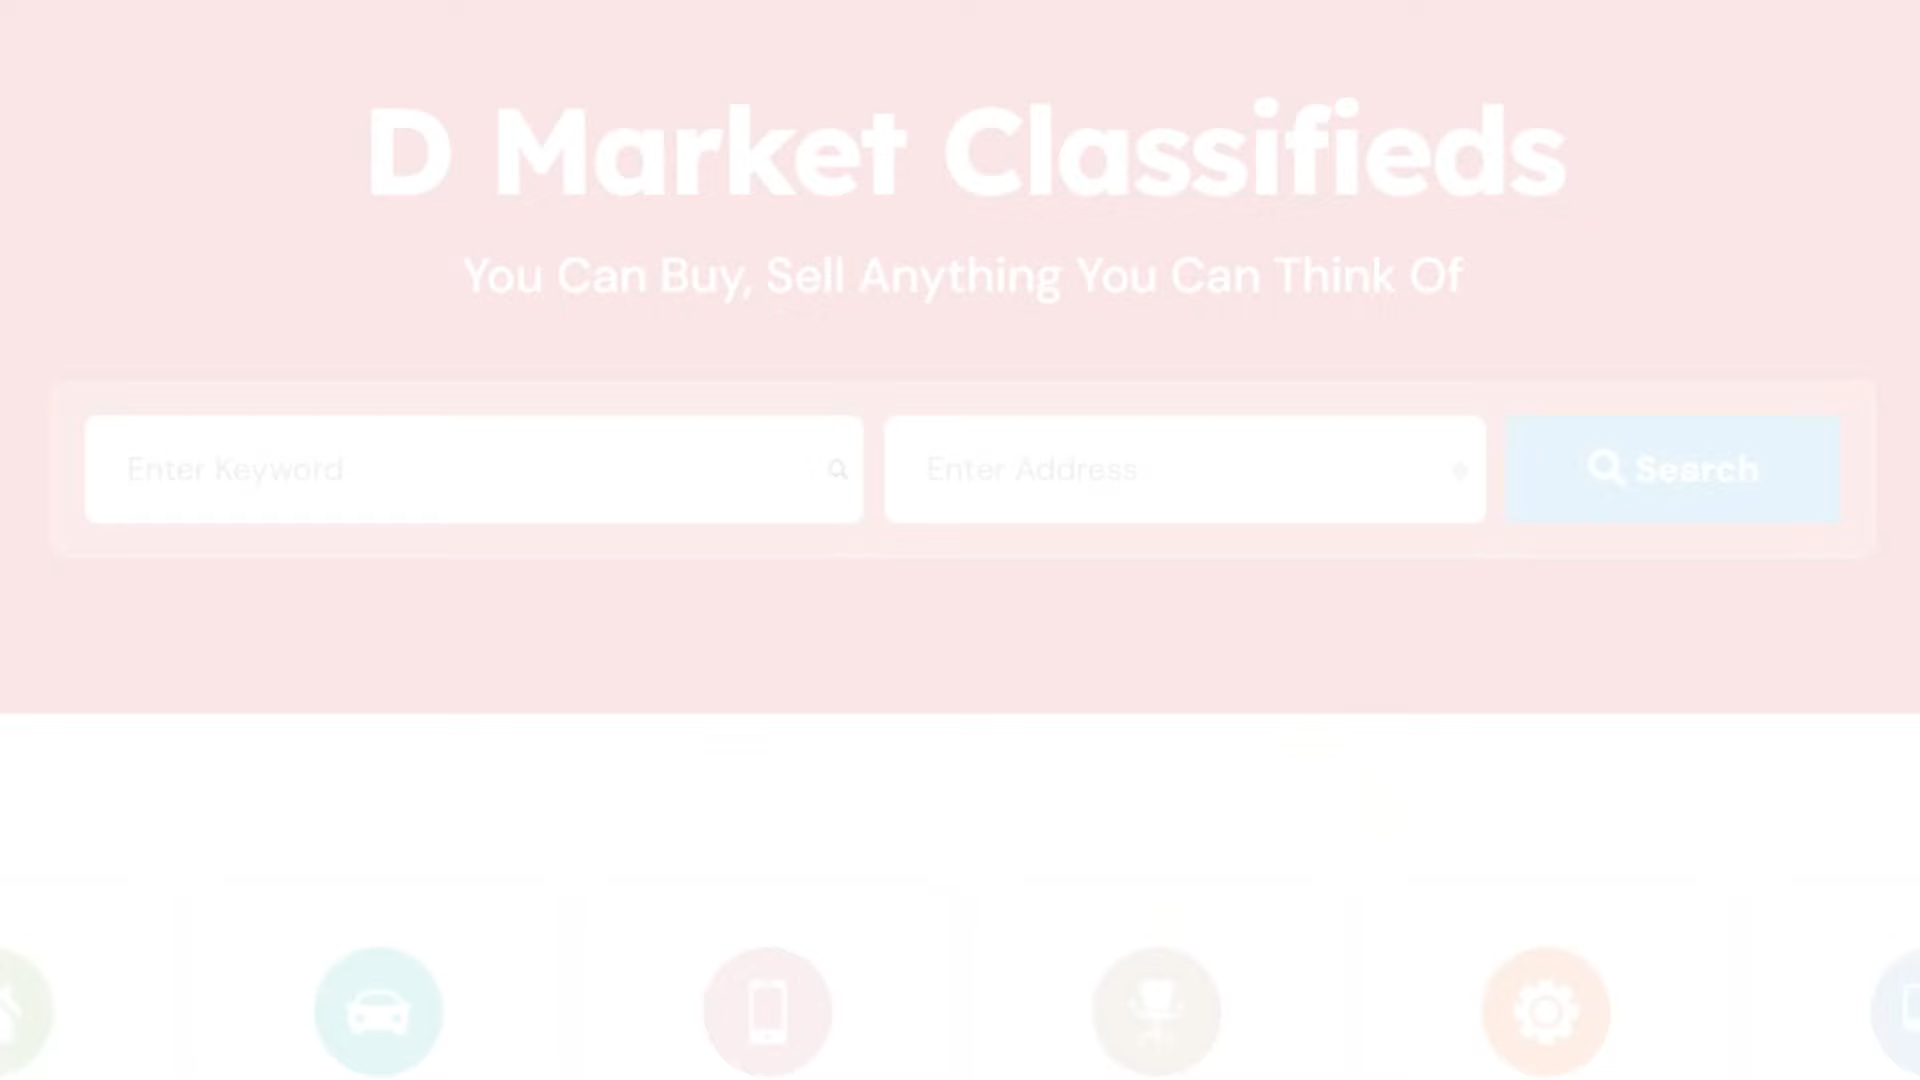 D Market Classifieds
You Can Buy, Sell Anything You Can Think Of
Enter Keyword
Enter Address
Search